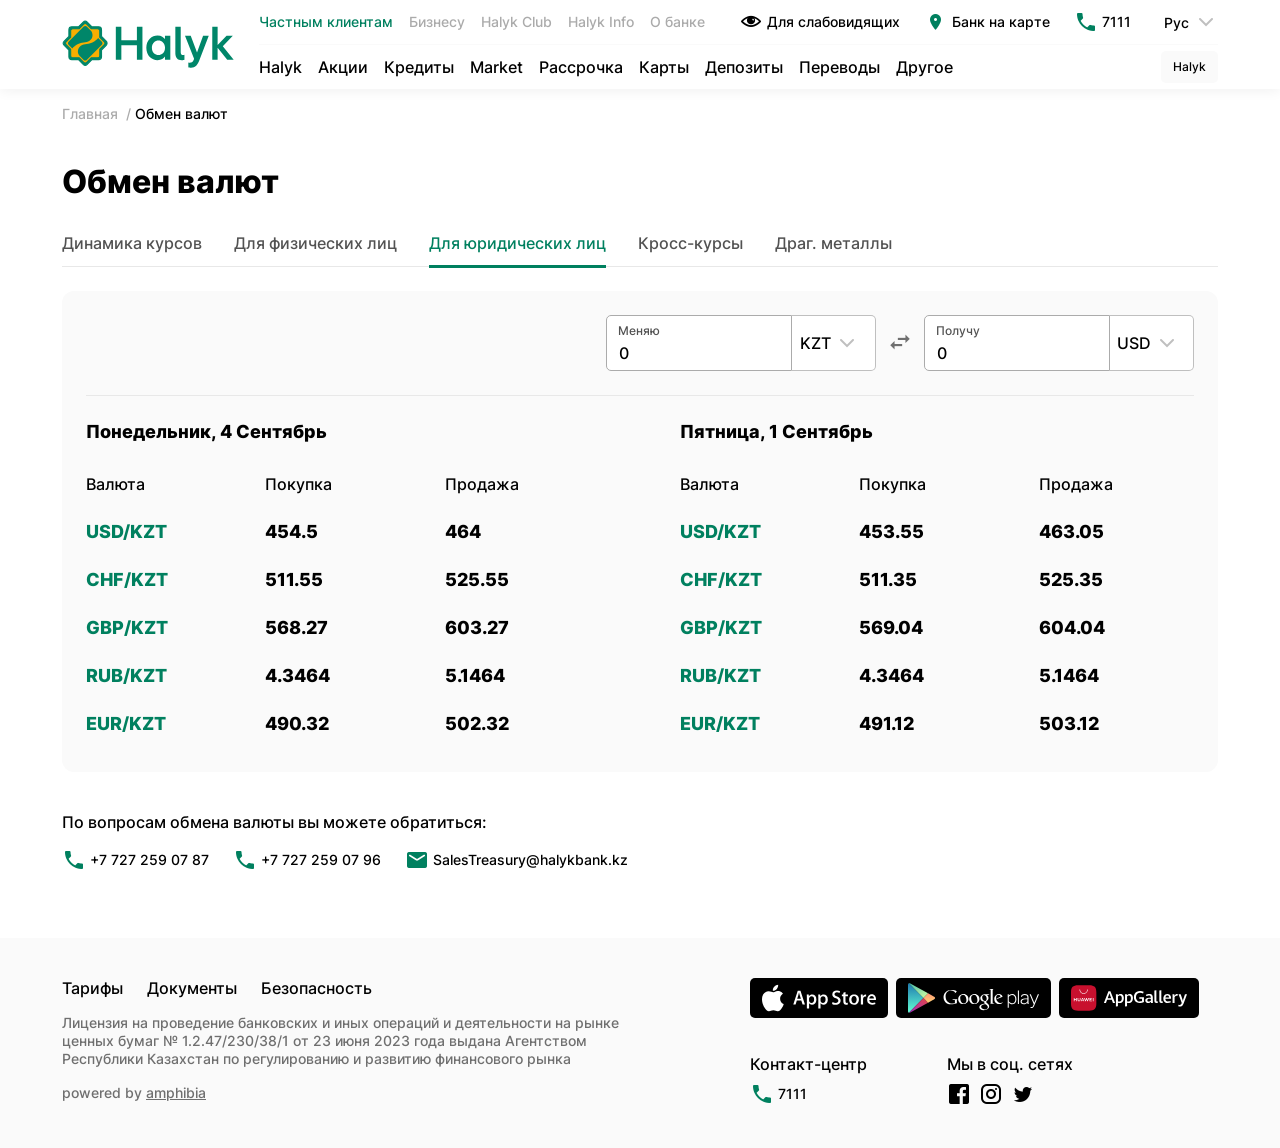 Halyk
Частным клиентам Бизнесу Halyk Club Halyk Info О банке Для слабовидящих Банк на карте 7111 Рус
Halyk Акции Кредиты Market Рассрочка Карты Депозиты Переводы Другое Halyk
Главная / Обмен валют
Обмен валют
Динамика курсов Для физических лиц Для юридических лиц Кросс-курсы Драг. металлы
Меняю Получу
0 KZT 0 USD
Понедельник, 4 Сентябрь Пятница, 1 Сентябрь
Валюта Покупка Продажа Валюта Покупка Продажа
USD/KZT 454.5 464 USD/KZT 453.55 463.05
CHF/KZT 511.55 525.55 CHF/KZT 511.35 525.35
GBP/KZT 568.27 603.27 GBP/KZT 569.04 604.04
RUB/KZT 4.3464 5.1464 RUB/KZT 4.3464 5.1464
EUR/KZT 490.32 502.32 EUR/KZT 491.12 503.12
По вопросам обмена валюты вы можете обратиться:
+7 727 259 07 87 +7 727 259 07 96 SalesTreasury@halykbank.kz
Тарифы Документы Безопасность
Лицензия на проведение банковских и иных операций и деятельности на рынке
ценных бумаг № 1.2.47/230/38/1 от 23 июня 2023 года выдана Агентством
Республики Казахстан по регулированию и развитию финансового рынка
powered by amphibia
App Store Google play HUAWEI AppGallery
Контакт-центр Мы в соц. сетях
7111